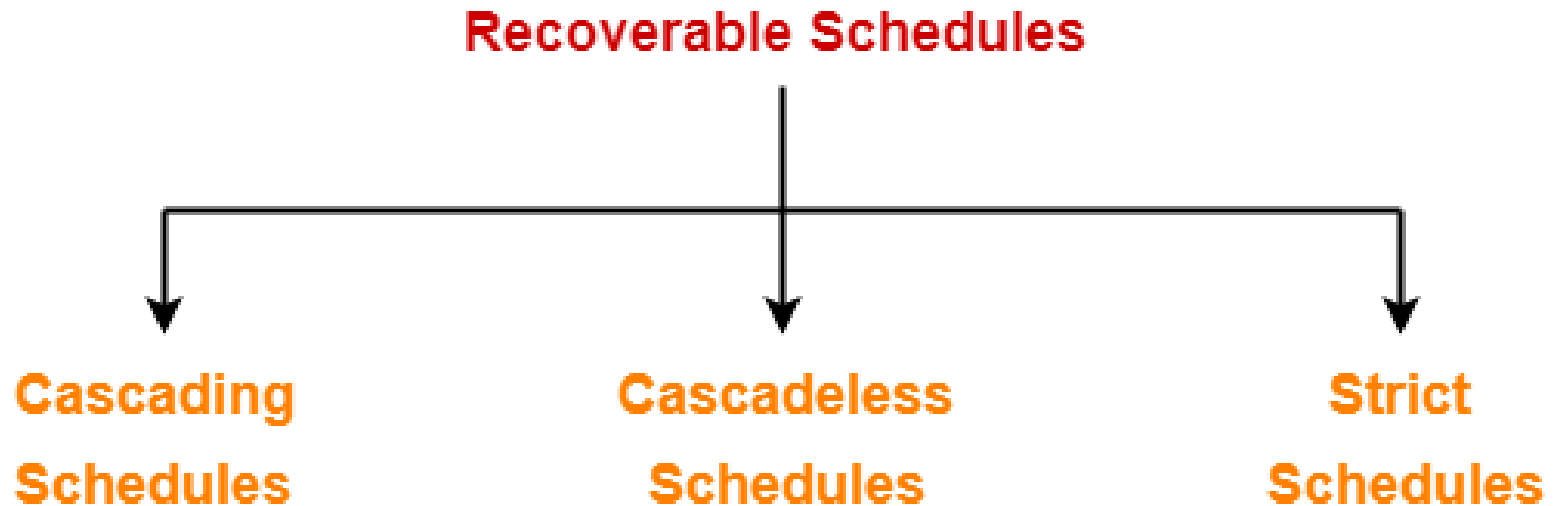 Recoverable Schedules
Cascading Schedules
Cascadeless Schedules
Strict Schedules